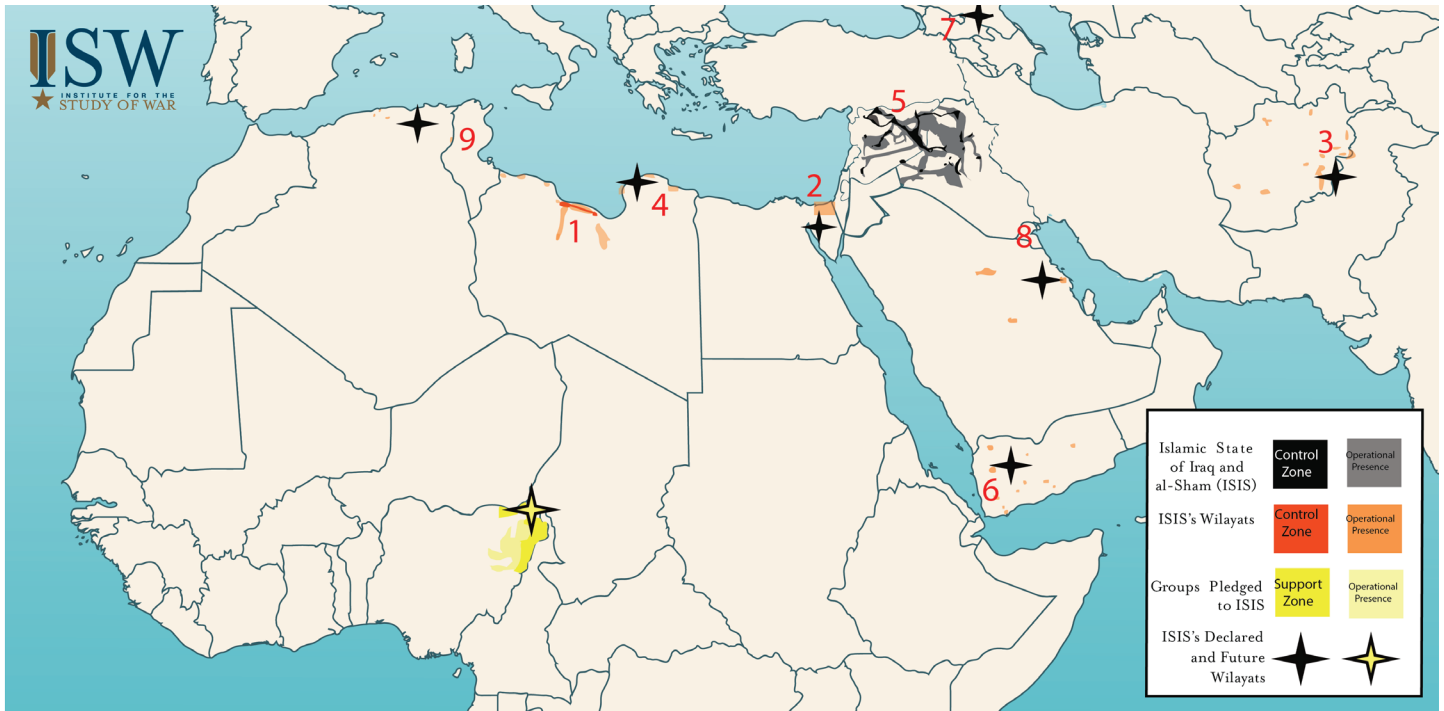 ISW
INSTITUTE FOR THE
STUDY OF WAR
7
5
9
3
2
4
1
8
6
Islamic State
of Iraq and
al-Sham (ISIS)
Control
Zone
Operational
Presence
ISIS's Wilayats
Control
Zone
Operational
Presence
Groups Pledged
to ISIS
Support
Zone
Operational
Presence
ISIS's Declared
and Future
Wilayats